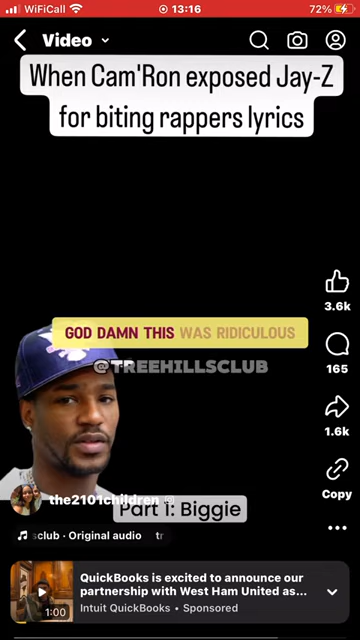 WiFiCall
13:16
72%
Video
When Cam'Ron exposed Jay-Z
for biting rappers lyrics
3.6k
GOD DAMN THIS WAS RIDICULOUS
@TREEHILLSCLUB
165
1.6k
Copy
the2101children
Part 1: Biggie
sclub • Original audio
tr
QuickBooks is excited to announce our
partnership with West Ham United as...
Intuit QuickBooks • Sponsored
1:00